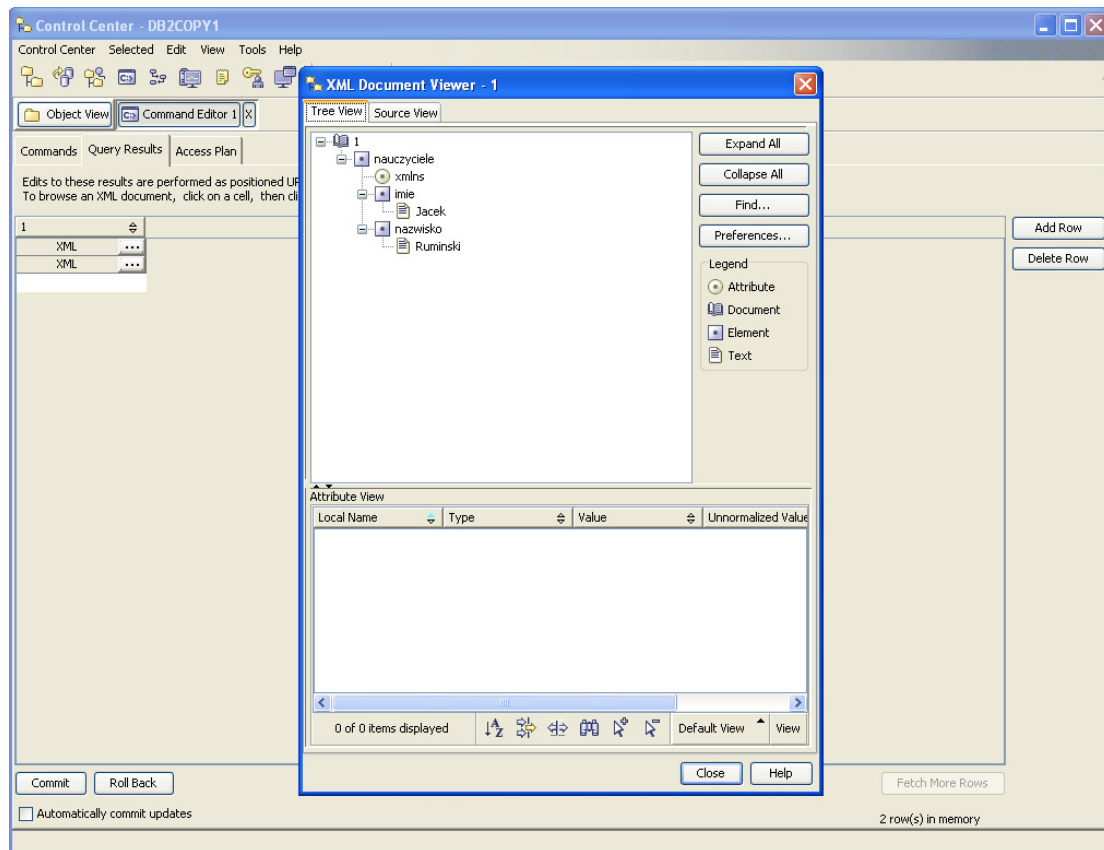 Control Center - DB2COPY1
Control Center Selected Edit View Tools Help
Object View Command Editor 1 X
Commands Query Results Access Plan
Edits to these results are performed as positioned UP
To browse an XML document, click on a cell, then cli
1
XML ...
XML ...
Add Row
Delete Row
XML Document Viewer - 1
Tree View Source View
1
nauczyciele
xmlns
imie
Jacek
nazwisko
Ruminski
Expand All
Collapse All
Find...
Preferences...
Legend
Attribute
Document
Element
Text
Attribute View
Local Name Type Value Unnormalized Value
0 of 0 items displayed Default View View
Close Help
Commit Roll Back Fetch More Rows
Automatically commit updates 2 row(s) in memory